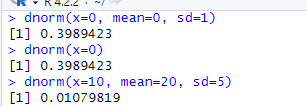 R 4.2.2 · ~/
> dnorm(x=0, mean=0, sd=1)
[1] 0.3989423
> dnorm(x=0)
[1] 0.3989423
> dnorm(x=10, mean=20, sd=5)
[1] 0.01079819